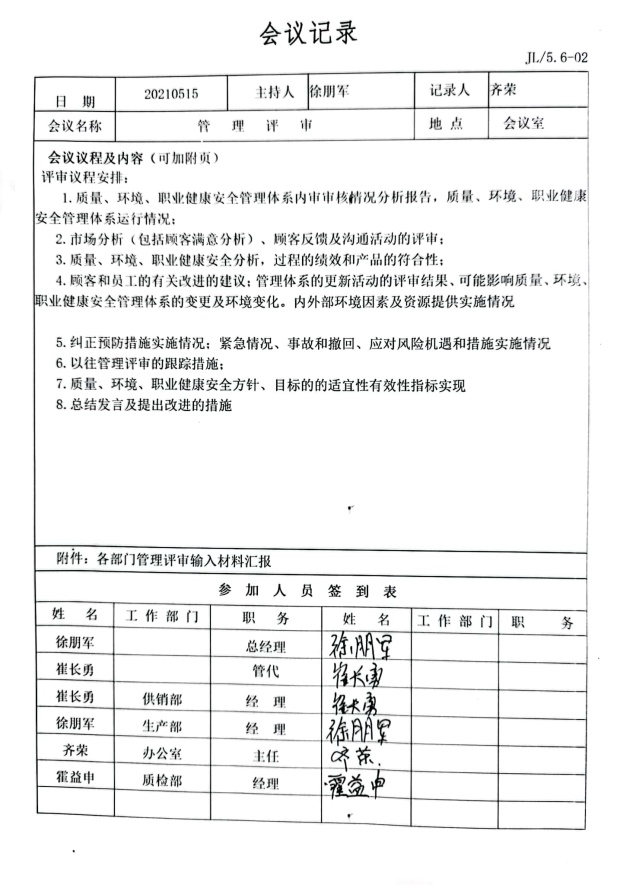 会议记录
JL/5.6-02
日 期 20210515 主持人 徐朋军 记录人 齐荣
会议名称 管 理 评 审 地 点 会议室
会议议程及内容（可加附页）
评审议程安排：
1.质量、环境、职业健康安全管理体系内审审核情况分析报告，质量、环境、职业健康
安全管理体系运行情况；
2.市场分析（包括顾客满意分析）、顾客反馈及沟通活动的评审；
3.质量、环境、职业健康安全分析，过程的绩效和产品的符合性；
4.顾客和员工的有关改进的建议；管理体系的更新活动的评审结果、可能影响质量、环境、
职业健康安全管理体系的变更及环境变化。内外部环境因素及资源提供实施情况
5.纠正预防措施实施情况；紧急情况、事故和撤回、应对风险机遇和措施实施情况
6.以往管理评审的跟踪措施；
7.质量、环境、职业健康安全方针、目标的的适宜性有效性指标实现
8.总结发言及提出改进的措施
附件：各部门管理评审输入材料汇报
参 加 人 员 签 到 表
姓 名 工作部门 职 务 姓 名 工作部门 职 务
徐朋军 总经理 徐朋军
崔长勇 管代 崔长勇
崔长勇 供销部 经 理 崔长勇
徐朋军 生产部 经 理 徐朋军
齐荣 办公室 主任 齐荣.
霍益申 质检部 经理 霍益申